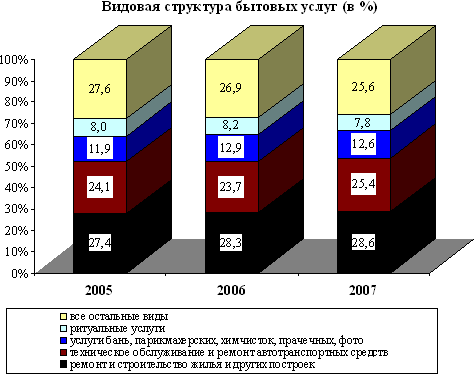 Видовая структура бытовых услуг (в %)
100%
90%
80%
70%
60%
50%
40%
30%
20%
10%
0%
27,6 26,9 25,6
8,0 8,2 7,8
11,9 12,9 12,6
24,1 23,7 25,4
27,4 28,3 28,6
2005 2006 2007
все остальные виды
ритуальные услуги
услуги бань, парикмахерских, химчисток, прачечных, фото
техническое обслуживание и ремонт автотранспортных средств
ремонт и строительство жилья и других построек